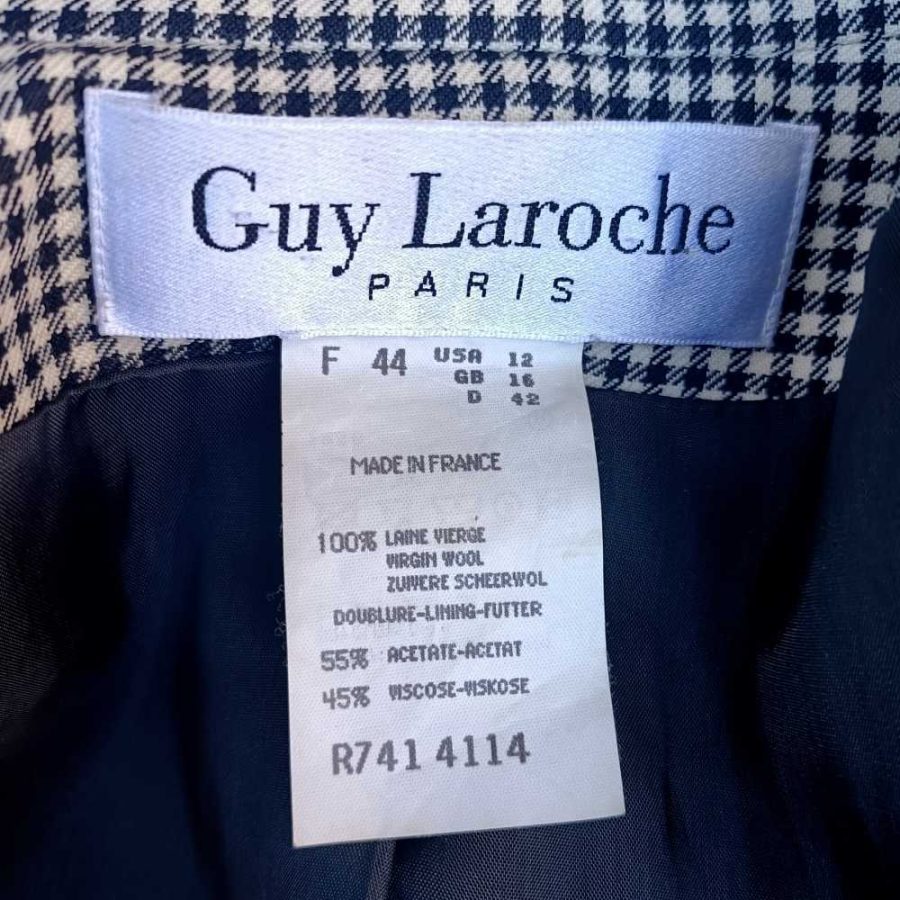 Guy Laroche
PARIS
F 44 USA 12
GB 16
D 42
MADE IN FRANCE
100% LAINE VIERGE
VIRGIN WOOL
ZUIVERE SCHEERWOL
DOUBLURE-LINING-FUTTER
55% ACETATE-ACETAT
45% VISCOSE-VISKOSE
R741 4114